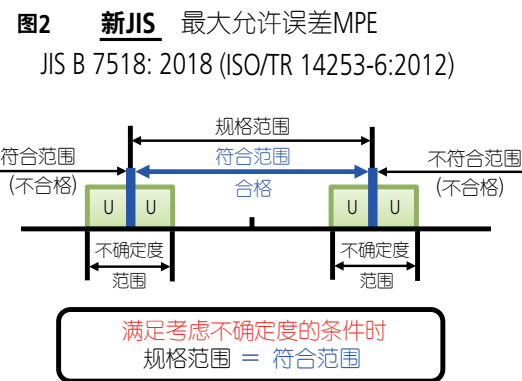 图2 新JIS 最大允许误差MPE
JIS B 7518: 2018 (ISO/TR 14253-6:2012)
规格范围
符合范围 符合范围 不符合范围
(不合格) 合格 (不合格)
U U U U
不确定度 不确定度
范围 范围
满足考虑不确定度的条件时
规格范围 = 符合范围